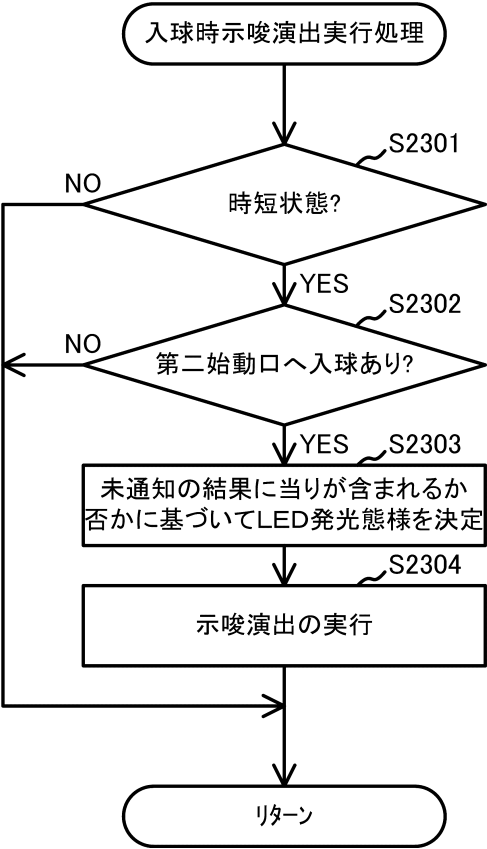 入球時示唆演出実行処理
S2301
NO
時短状態?
YES
S2302
NO
第二始動口へ入球あり?
YES
S2303
未通知の結果に当りが含まれるか
否かに基づいてLED発光態様を決定
S2304
示唆演出の実行
リターン